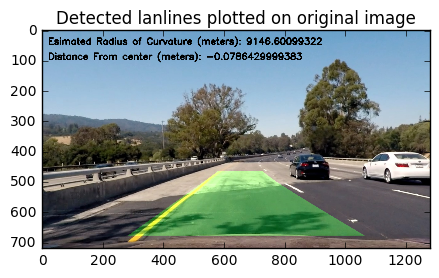 Detected lanlines plotted on original image
Esimated Radius of Curvature (meters): 9146.60099322
Distance From center (meters): -0.0786429999383
0
100
200
300
400
500
600
700
0 200 400 600 800 1000 1200